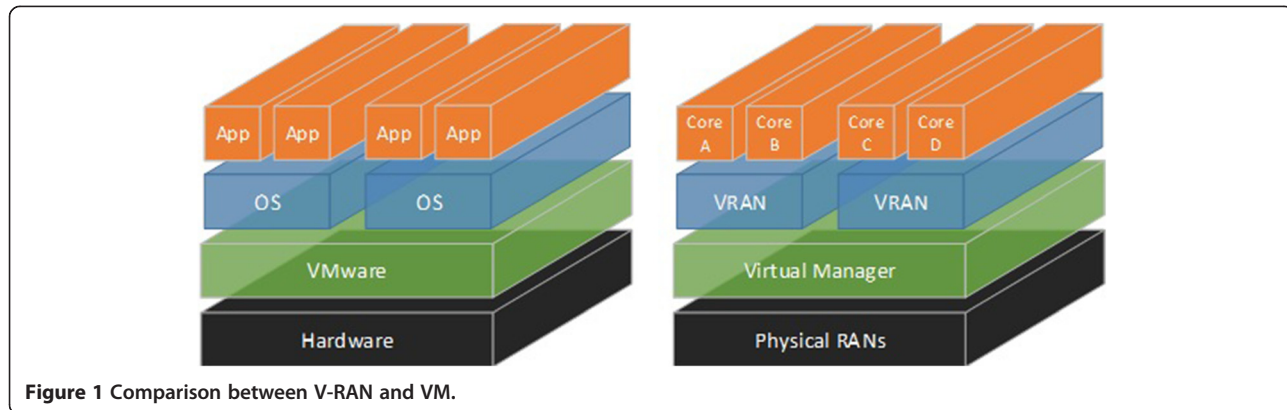 App App App App
OS OS
VMware
Hardware
Core A Core B Core C Core D
VRAN VRAN
Virtual Manager
Physical RANs
Figure 1 Comparison between V-RAN and VM.